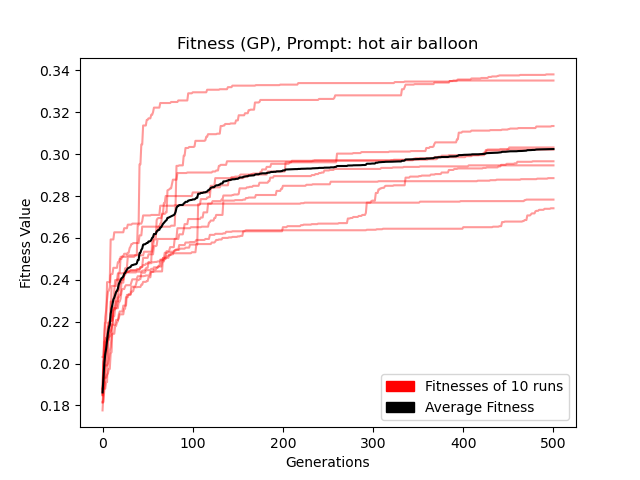 Fitness (GP), Prompt: hot air balloon
Fitness Value
0.34
0.32
0.30
0.28
0.26
0.24
0.22
0.20
0.18
Fitnesses of 10 runs
Average Fitness
0 100 200 300 400 500
Generations